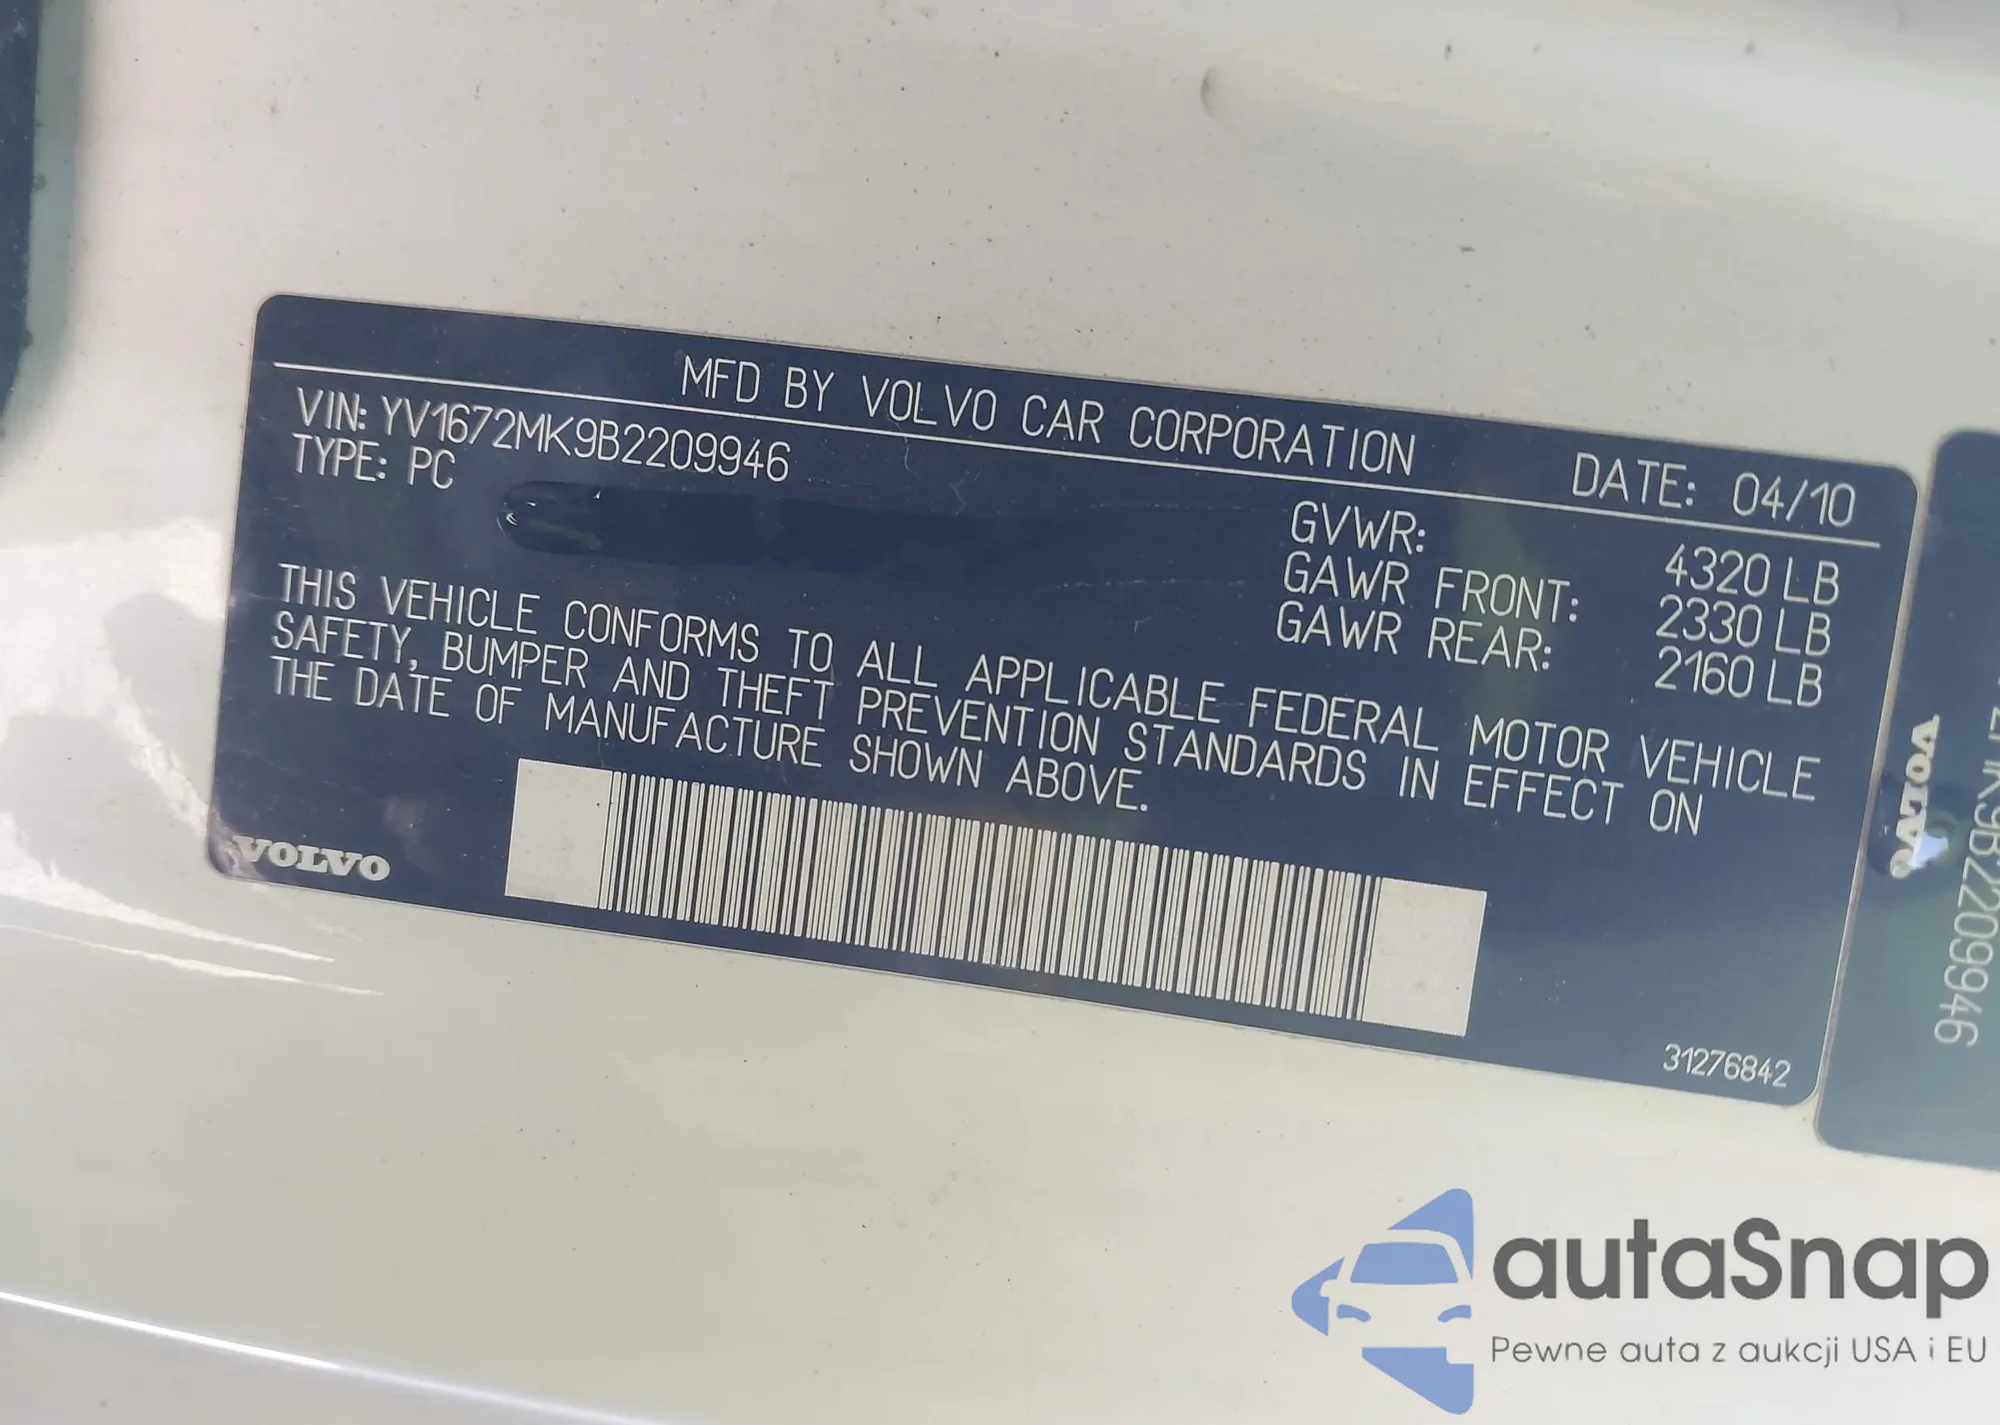 MFD BY VOLVO CAR CORPORATION
DATE: 04/10
VIN: YV1672MK9B2209946
TYPE: PC
GVWR: 4320 LB
GAWR FRONT: 2330 LB
GAWR REAR: 2160 LB
THIS VEHICLE CONFORMS TO ALL APPLICABLE FEDERAL MOTOR VEHICLE
SAFETY, BUMPER AND THEFT PREVENTION STANDARDS IN EFFECT ON
THE DATE OF MANUFACTURE SHOWN ABOVE.
VOLVO
31276842
VOLVO
K9B2209946
autaSnap
Pewne auta z aukcji USA i EU